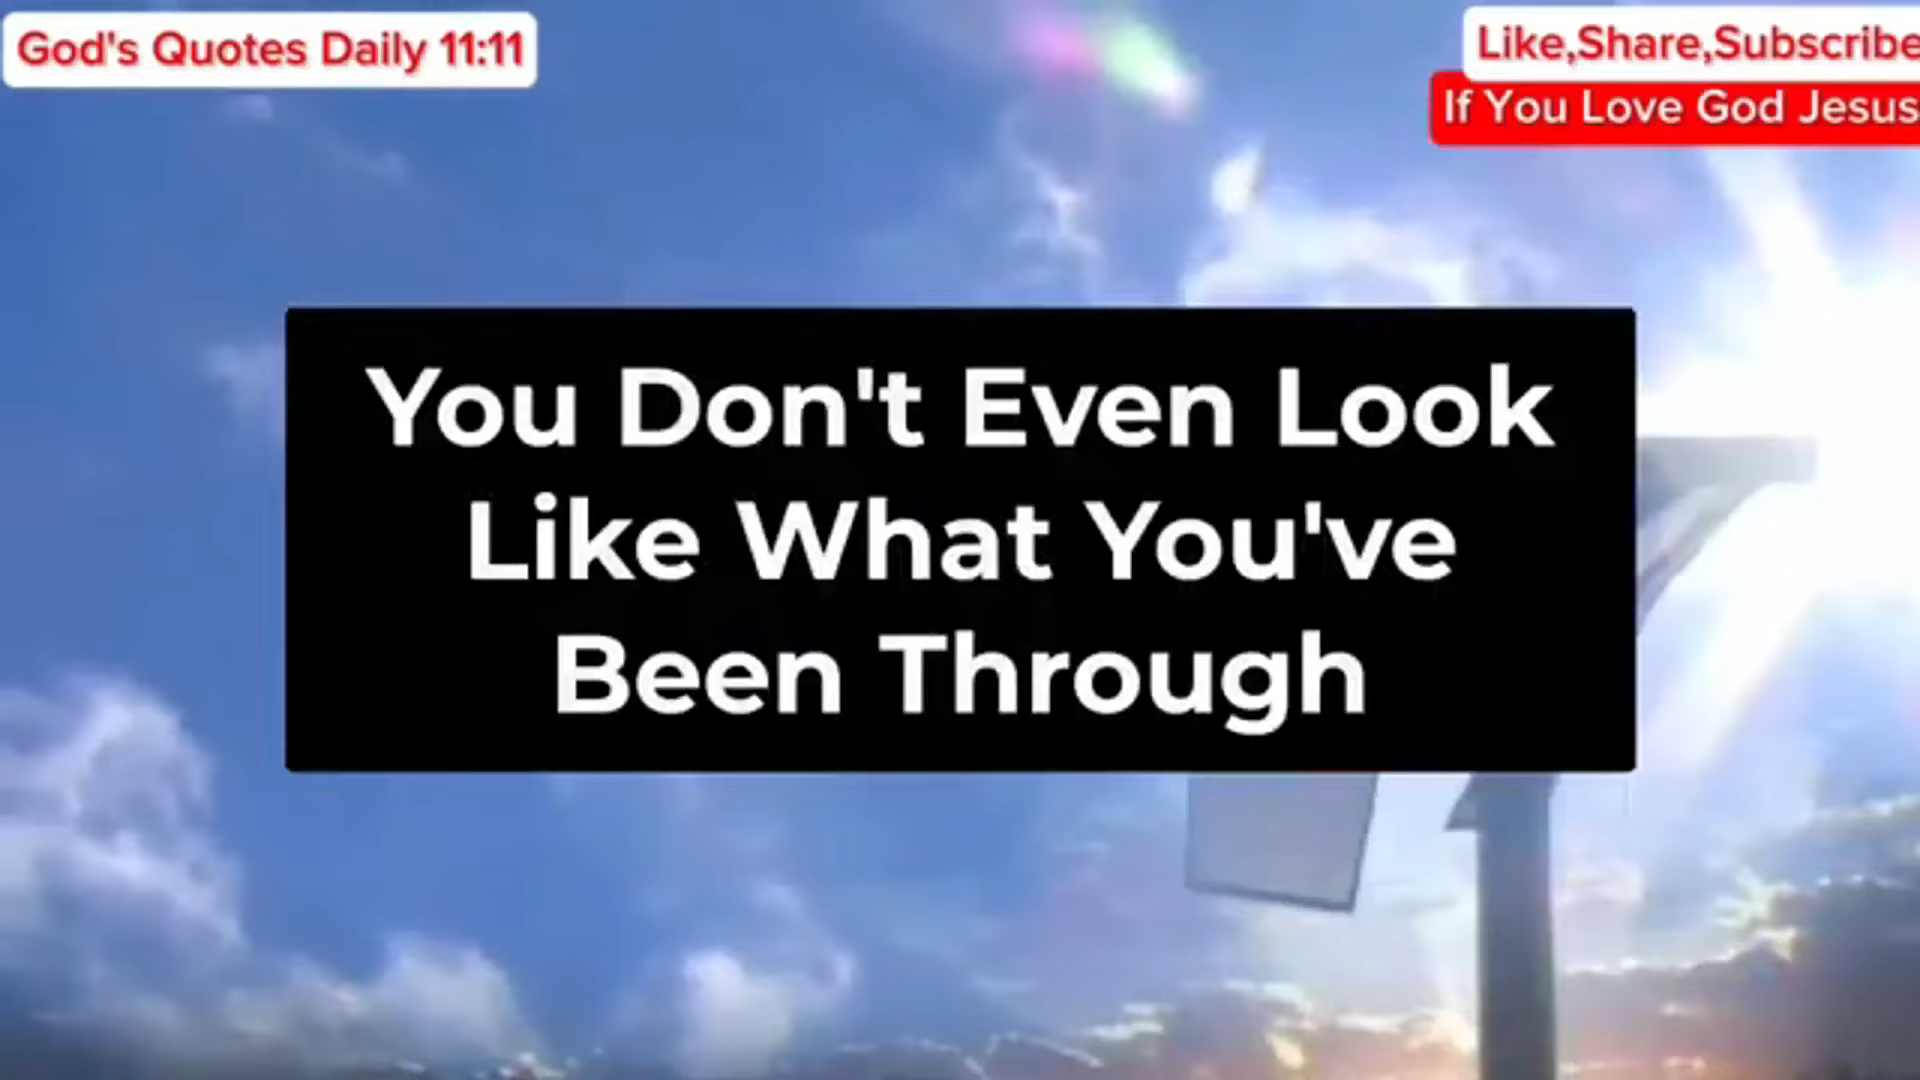 God's Quotes Daily 11:11
Like,Share,Subscribe
If You Love God Jesus
You Don't Even Look
Like What You've
Been Through